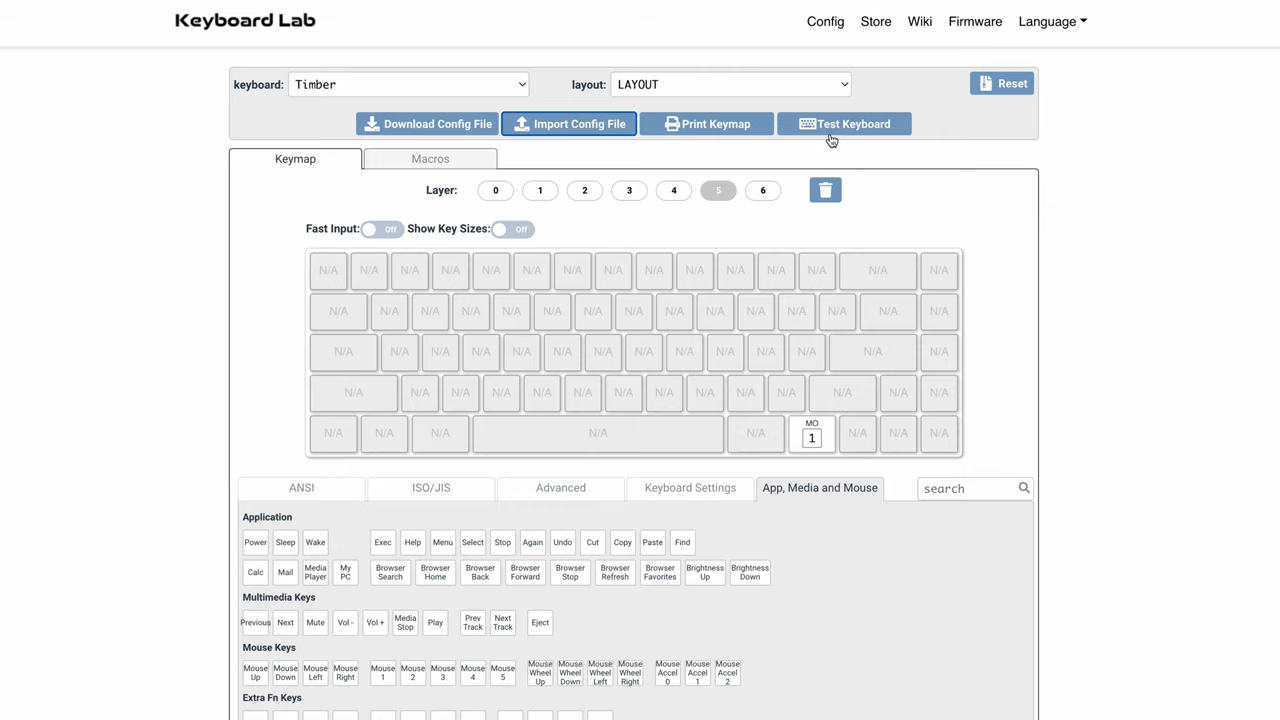 Keyboard Lab
Config Store Wiki Firmware Language
keyboard: Timber layout: LAYOUT Reset
Download Config File Import Config File Print Keymap Test Keyboard
Keymap Macros
Layer: 0 1 2 3 4 5 6
Fast Input: Off Show Key Sizes: Off
N/A N/A N/A N/A N/A N/A N/A N/A N/A N/A N/A N/A N/A N/A N/A
N/A N/A N/A N/A N/A N/A N/A N/A N/A N/A N/A N/A N/A N/A N/A
N/A N/A N/A N/A N/A N/A N/A N/A N/A N/A N/A N/A N/A N/A
N/A N/A N/A N/A N/A N/A N/A N/A N/A N/A N/A N/A N/A
N/A N/A N/A N/A N/A MO 1 N/A N/A N/A
ANSI ISO/JIS Advanced Keyboard Settings App, Media and Mouse search
Application
Power Sleep Wake Exec Help Menu Select Stop Again Undo Cut Copy Paste Find
Calc Mail Media Player My PC Browser Search Browser Home Browser Back Browser Forward Browser Stop Browser Refresh Browser Favorites Brightness Up Brightness Down
Multimedia Keys
Previous Next Mute Vol - Vol + Media Stop Play Prev Track Next Track Eject
Mouse Keys
Mouse Up Mouse Down Mouse Left Mouse Right Mouse 1 Mouse 2 Mouse 3 Mouse 4 Mouse 5 Mouse Wheel Up Mouse Wheel Down Mouse Wheel Left Mouse Wheel Right Mouse Accel 0 Mouse Accel 1 Mouse Accel 2
Extra Fn Keys